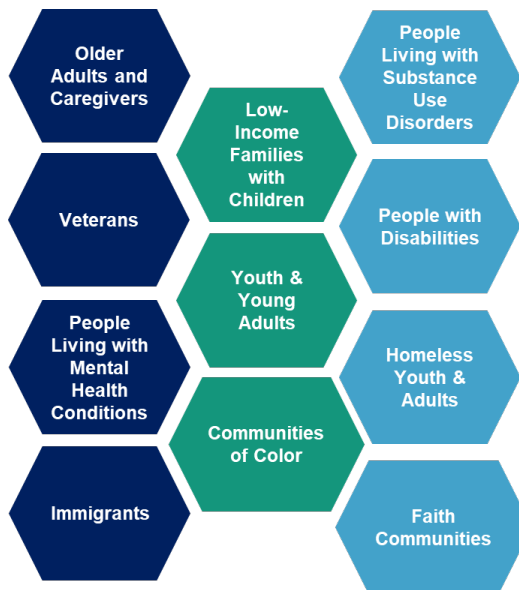 Older
Adults and
Caregivers
Veterans
People
Living with
Mental
Health
Conditions
Immigrants
Low-
Income
Families
with
Children
Youth &
Young
Adults
Communities
of Color
People
Living with
Substance
Use
Disorders
People with
Disabilities
Homeless
Youth &
Adults
Faith
Communities